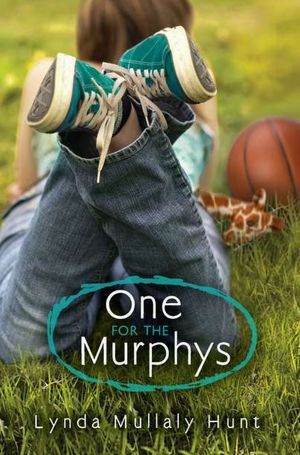 One
FOR THE
Murphys
Lynda Mullaly Hunt